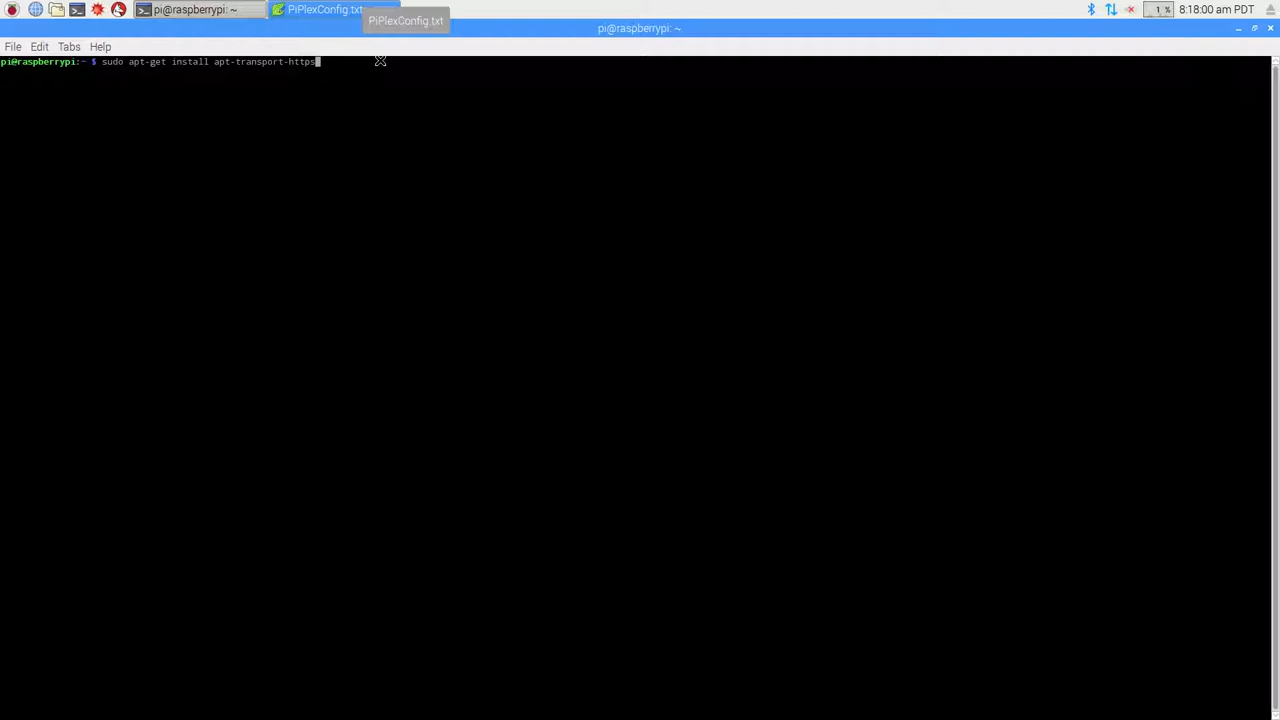 pi@raspberrypi: ~
PiPlexConfig.txt
1 %
8:18:00 am PDT
PiPlexConfig.txt
pi@raspberrypi: ~
File Edit Tabs Help
pi@raspberrypi:~ $ sudo apt-get install apt-transport-https